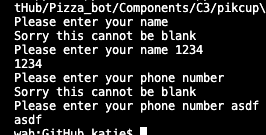 tHub/Pizza_bot/Components/C3/pikcup\
Please enter your name
Sorry this cannot be blank
Please enter your name 1234
1234
Please enter your phone number
Sorry this cannot be blank
Please enter your phone number asdf
asdf
wah:GitHub katie$